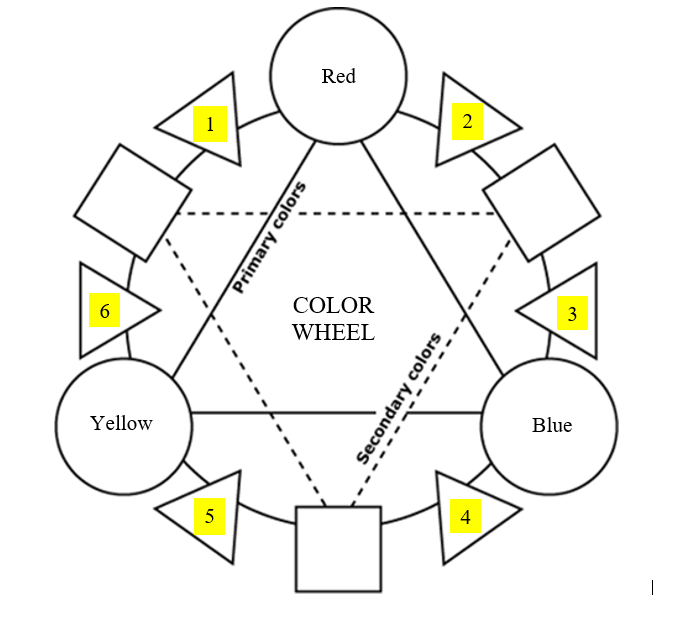 Red
1
2
Primary colors
COLOR
WHEEL
6
3
Secondary colors
Yellow
Blue
5
4